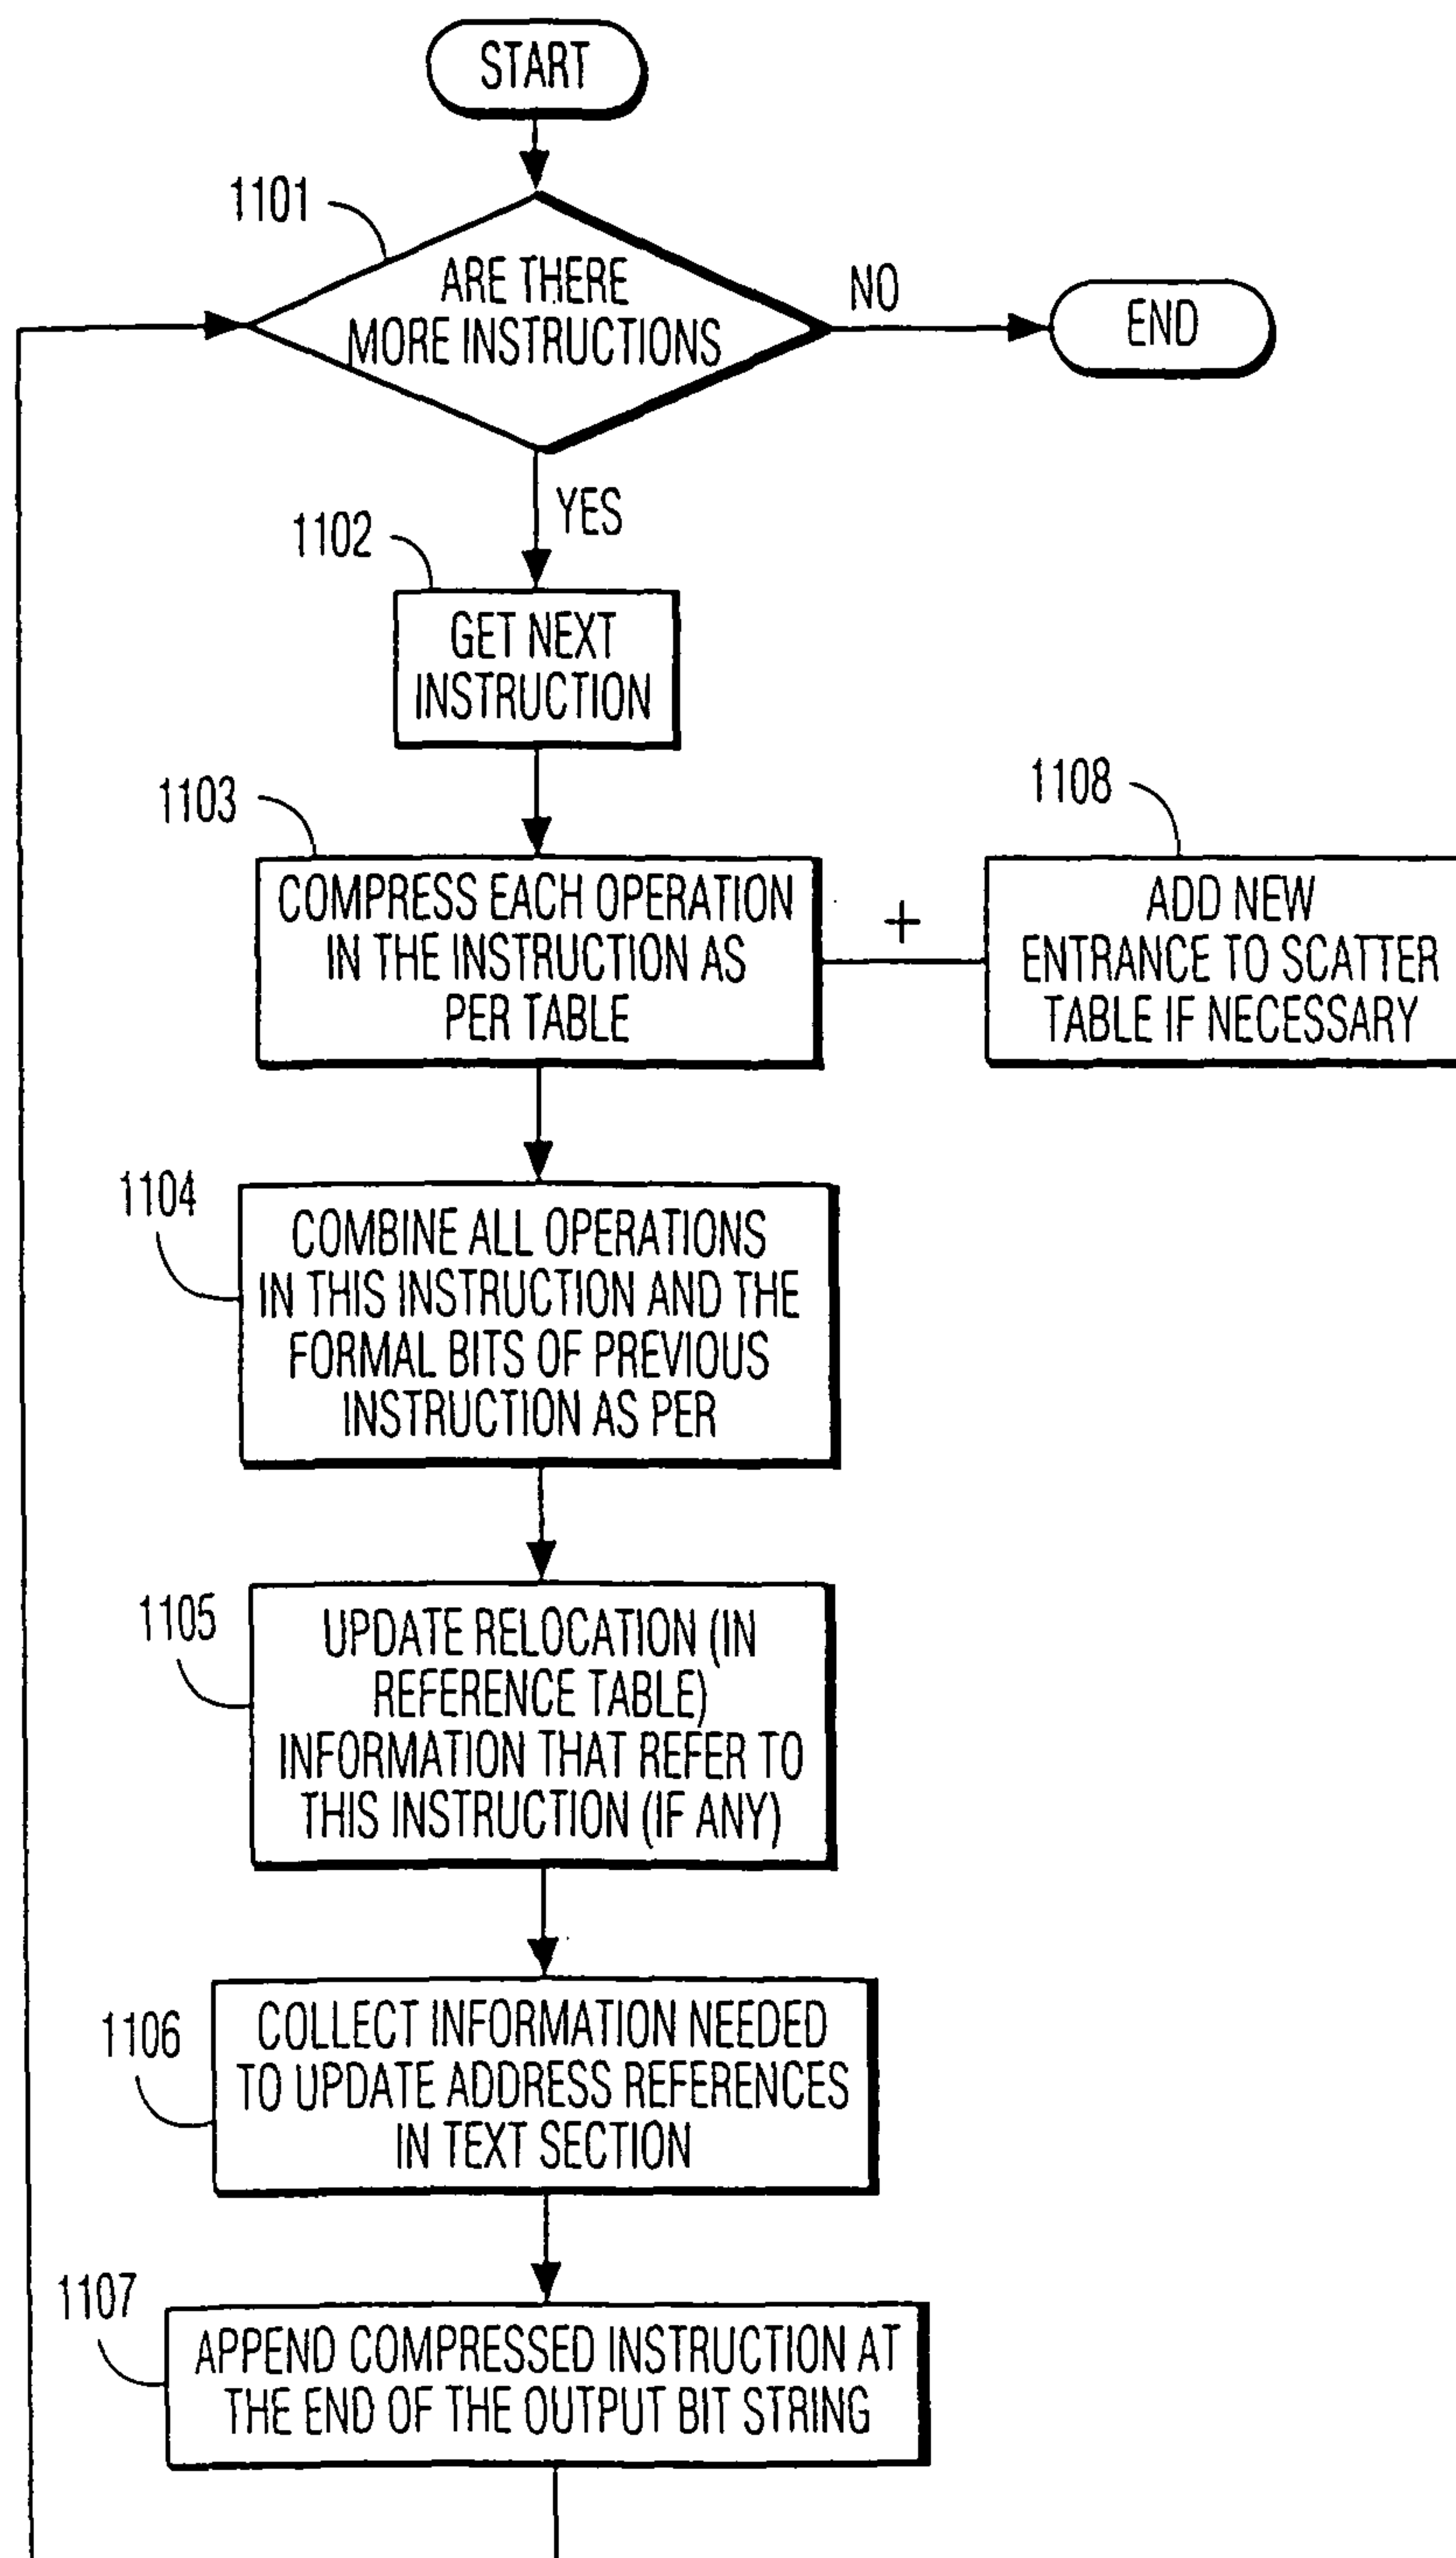 START
1101
ARE THERE
MORE INSTRUCTIONS
NO
END
YES
1102
GET NEXT
INSTRUCTION
1103
COMPRESS EACH OPERATION
IN THE INSTRUCTION AS
PER TABLE
+
1108
ADD NEW
ENTRANCE TO SCATTER
TABLE IF NECESSARY
1104
COMBINE ALL OPERATIONS
IN THIS INSTRUCTION AND THE
FORMAL BITS OF PREVIOUS
INSTRUCTION AS PER
1105
UPDATE RELOCATION (IN
REFERENCE TABLE)
INFORMATION THAT REFER TO
THIS INSTRUCTION (IF ANY)
1106
COLLECT INFORMATION NEEDED
TO UPDATE ADDRESS REFERENCES
IN TEXT SECTION
1107
APPEND COMPRESSED INSTRUCTION AT
THE END OF THE OUTPUT BIT STRING